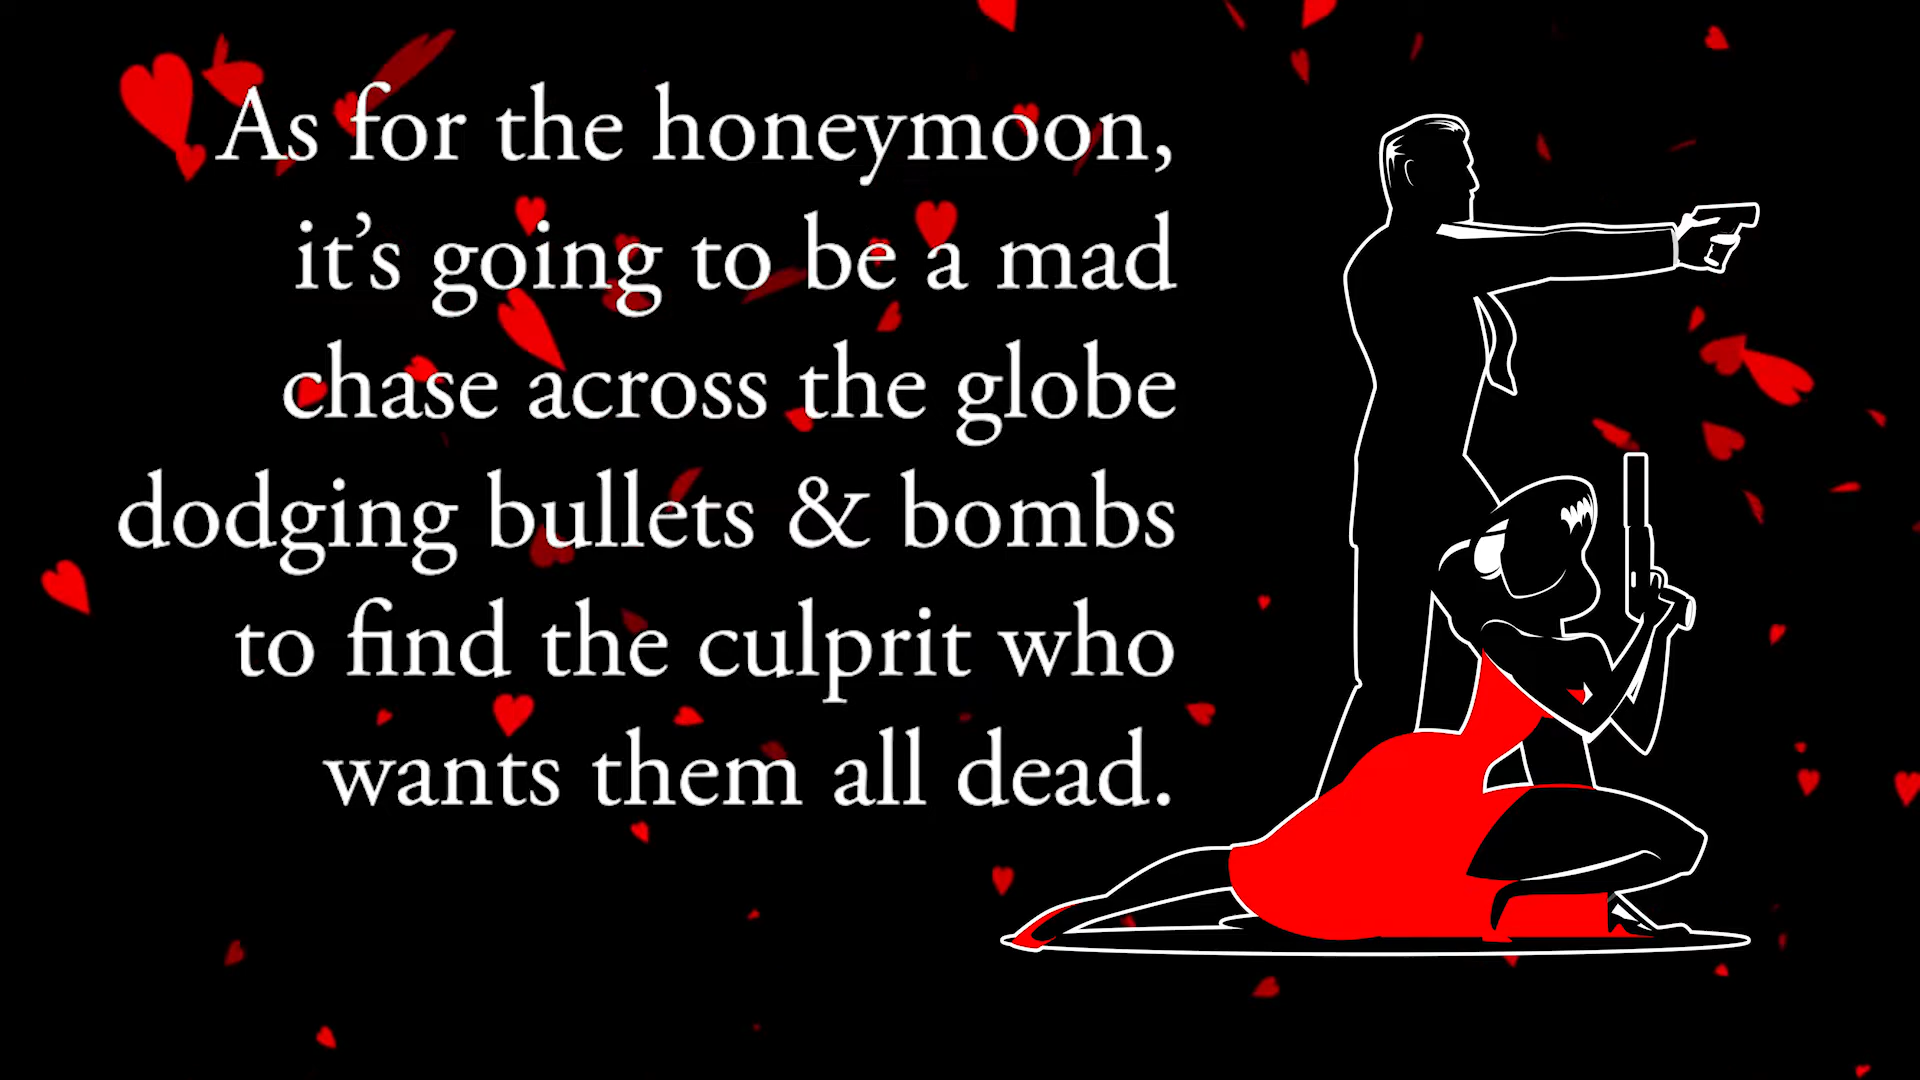 As for the honeymoon,
it’s going to be a mad
chase across the globe
dodging bullets & bombs
to find the culprit who
wants them all dead.